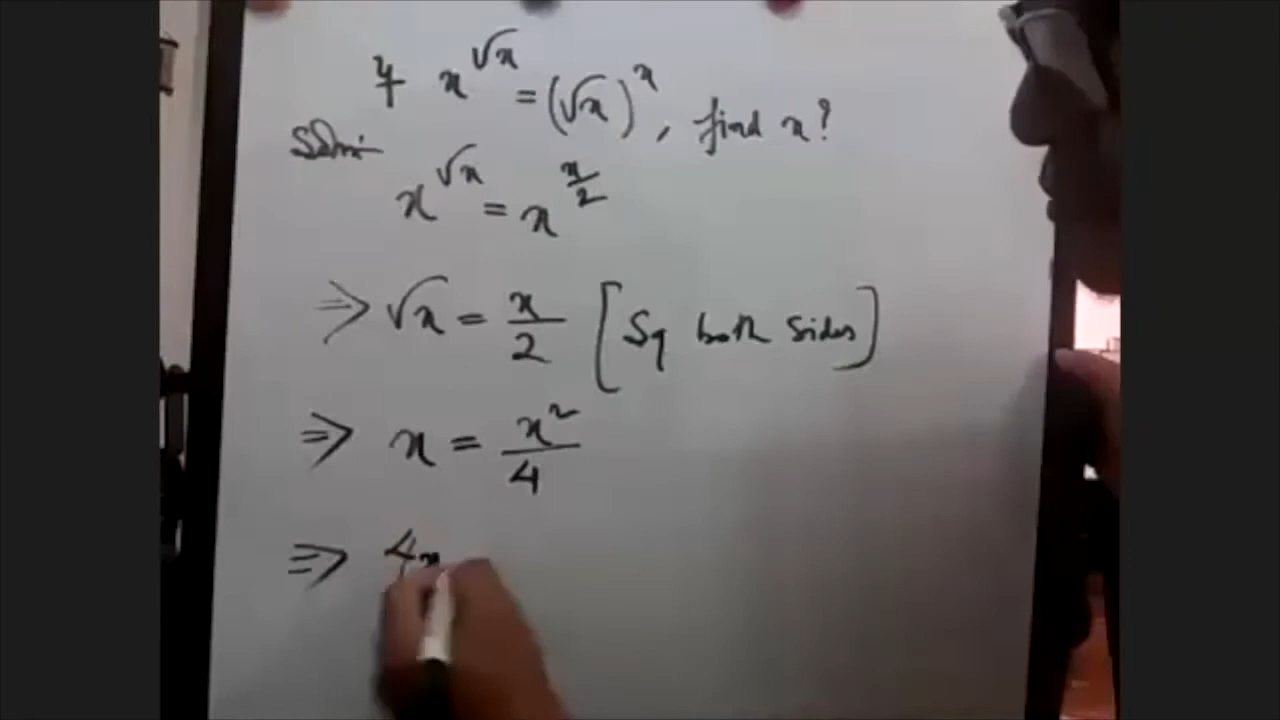 If x^√x = (√x)^x, find x?
Soln:
x^√x = x^(x/2)
⇒ √x = x/2 [Sq both sides]
⇒ x = x²/4
⇒ 4x